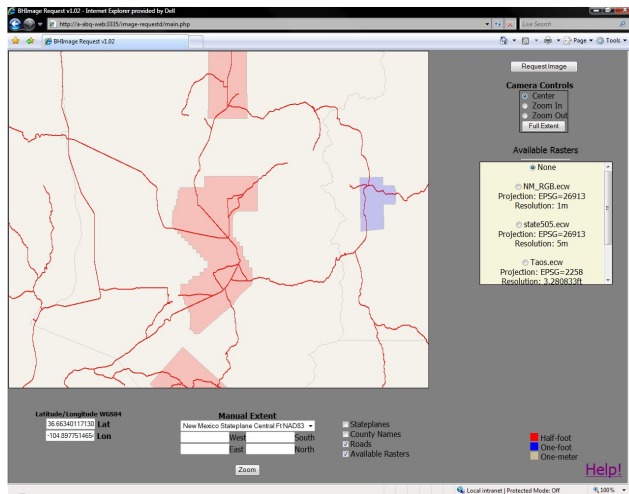 BHImage Request v1.02 - Internet Explorer provided by Dell
http://a-abq-web:3335/image-requestd/main.php
Live Search
BHImage Request v1.02
Page
Tools
Request Image
Camera Controls
Center
Zoom In
Zoom Out
Full Extent
Available Rasters
None
NM_RGB.ecw
Projection: EPSG=26913
Resolution: 1m
state505.ecw
Projection: EPSG=26913
Resolution: 5m
Taos.ecw
Projection: EPSG=2258
Resolution: 3.280833ft
Latitude/Longitude WGS84
36.66340117130 Lat
-104.897751465 Lon
Manual Extent
New Mexico Stateplane Central Ft NAD83
West South
East North
Zoom
Stateplanes
County Names
Roads
Available Rasters
Half-foot
One-foot
One-meter
Help!
Local intranet | Protected Mode: Off
100%